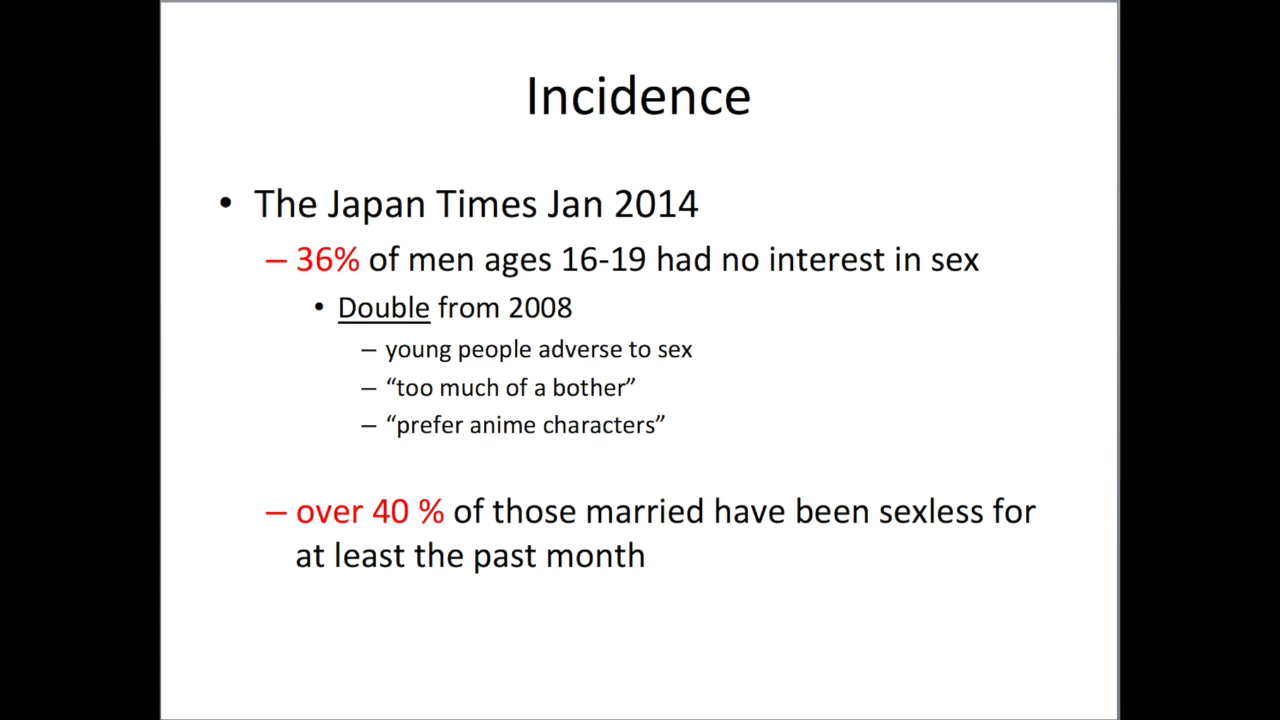 Incidence
• The Japan Times Jan 2014
– 36% of men ages 16-19 had no interest in sex
• Double from 2008
– young people adverse to sex
– “too much of a bother”
– “prefer anime characters”
– over 40 % of those married have been sexless for
at least the past month